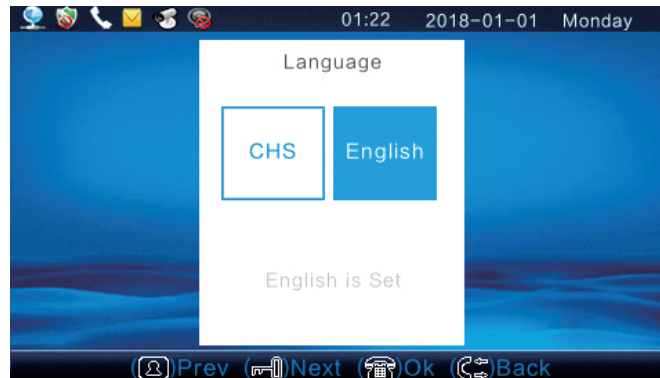 01:22 2018-01-01 Monday
Language
CHS English
English is Set
()Prev ()Next ()Ok ()Back